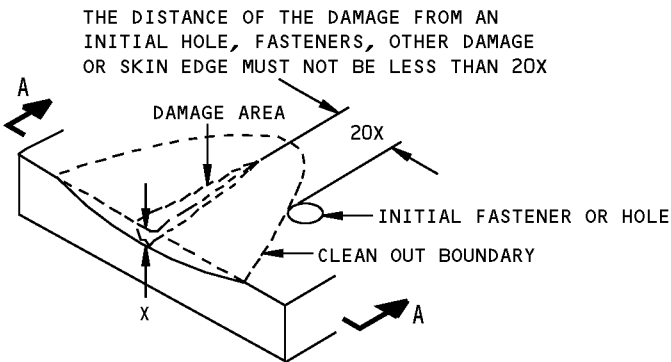 THE DISTANCE OF THE DAMAGE FROM AN
INITIAL HOLE, FASTENERS, OTHER DAMAGE
OR SKIN EDGE MUST NOT BE LESS THAN 20X
A
DAMAGE AREA
20X
INITIAL FASTENER OR HOLE
CLEAN OUT BOUNDARY
X
A